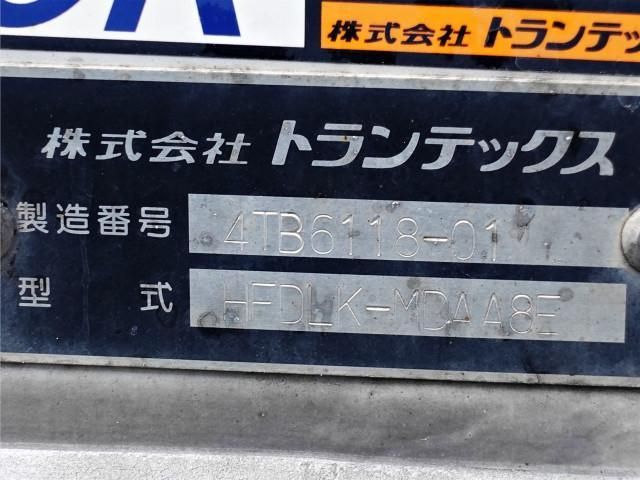 株式会社 トランテッ
株式会社 トランテックス
製造番号 4TB6118-01
型式 HFDLK-MDAA8E